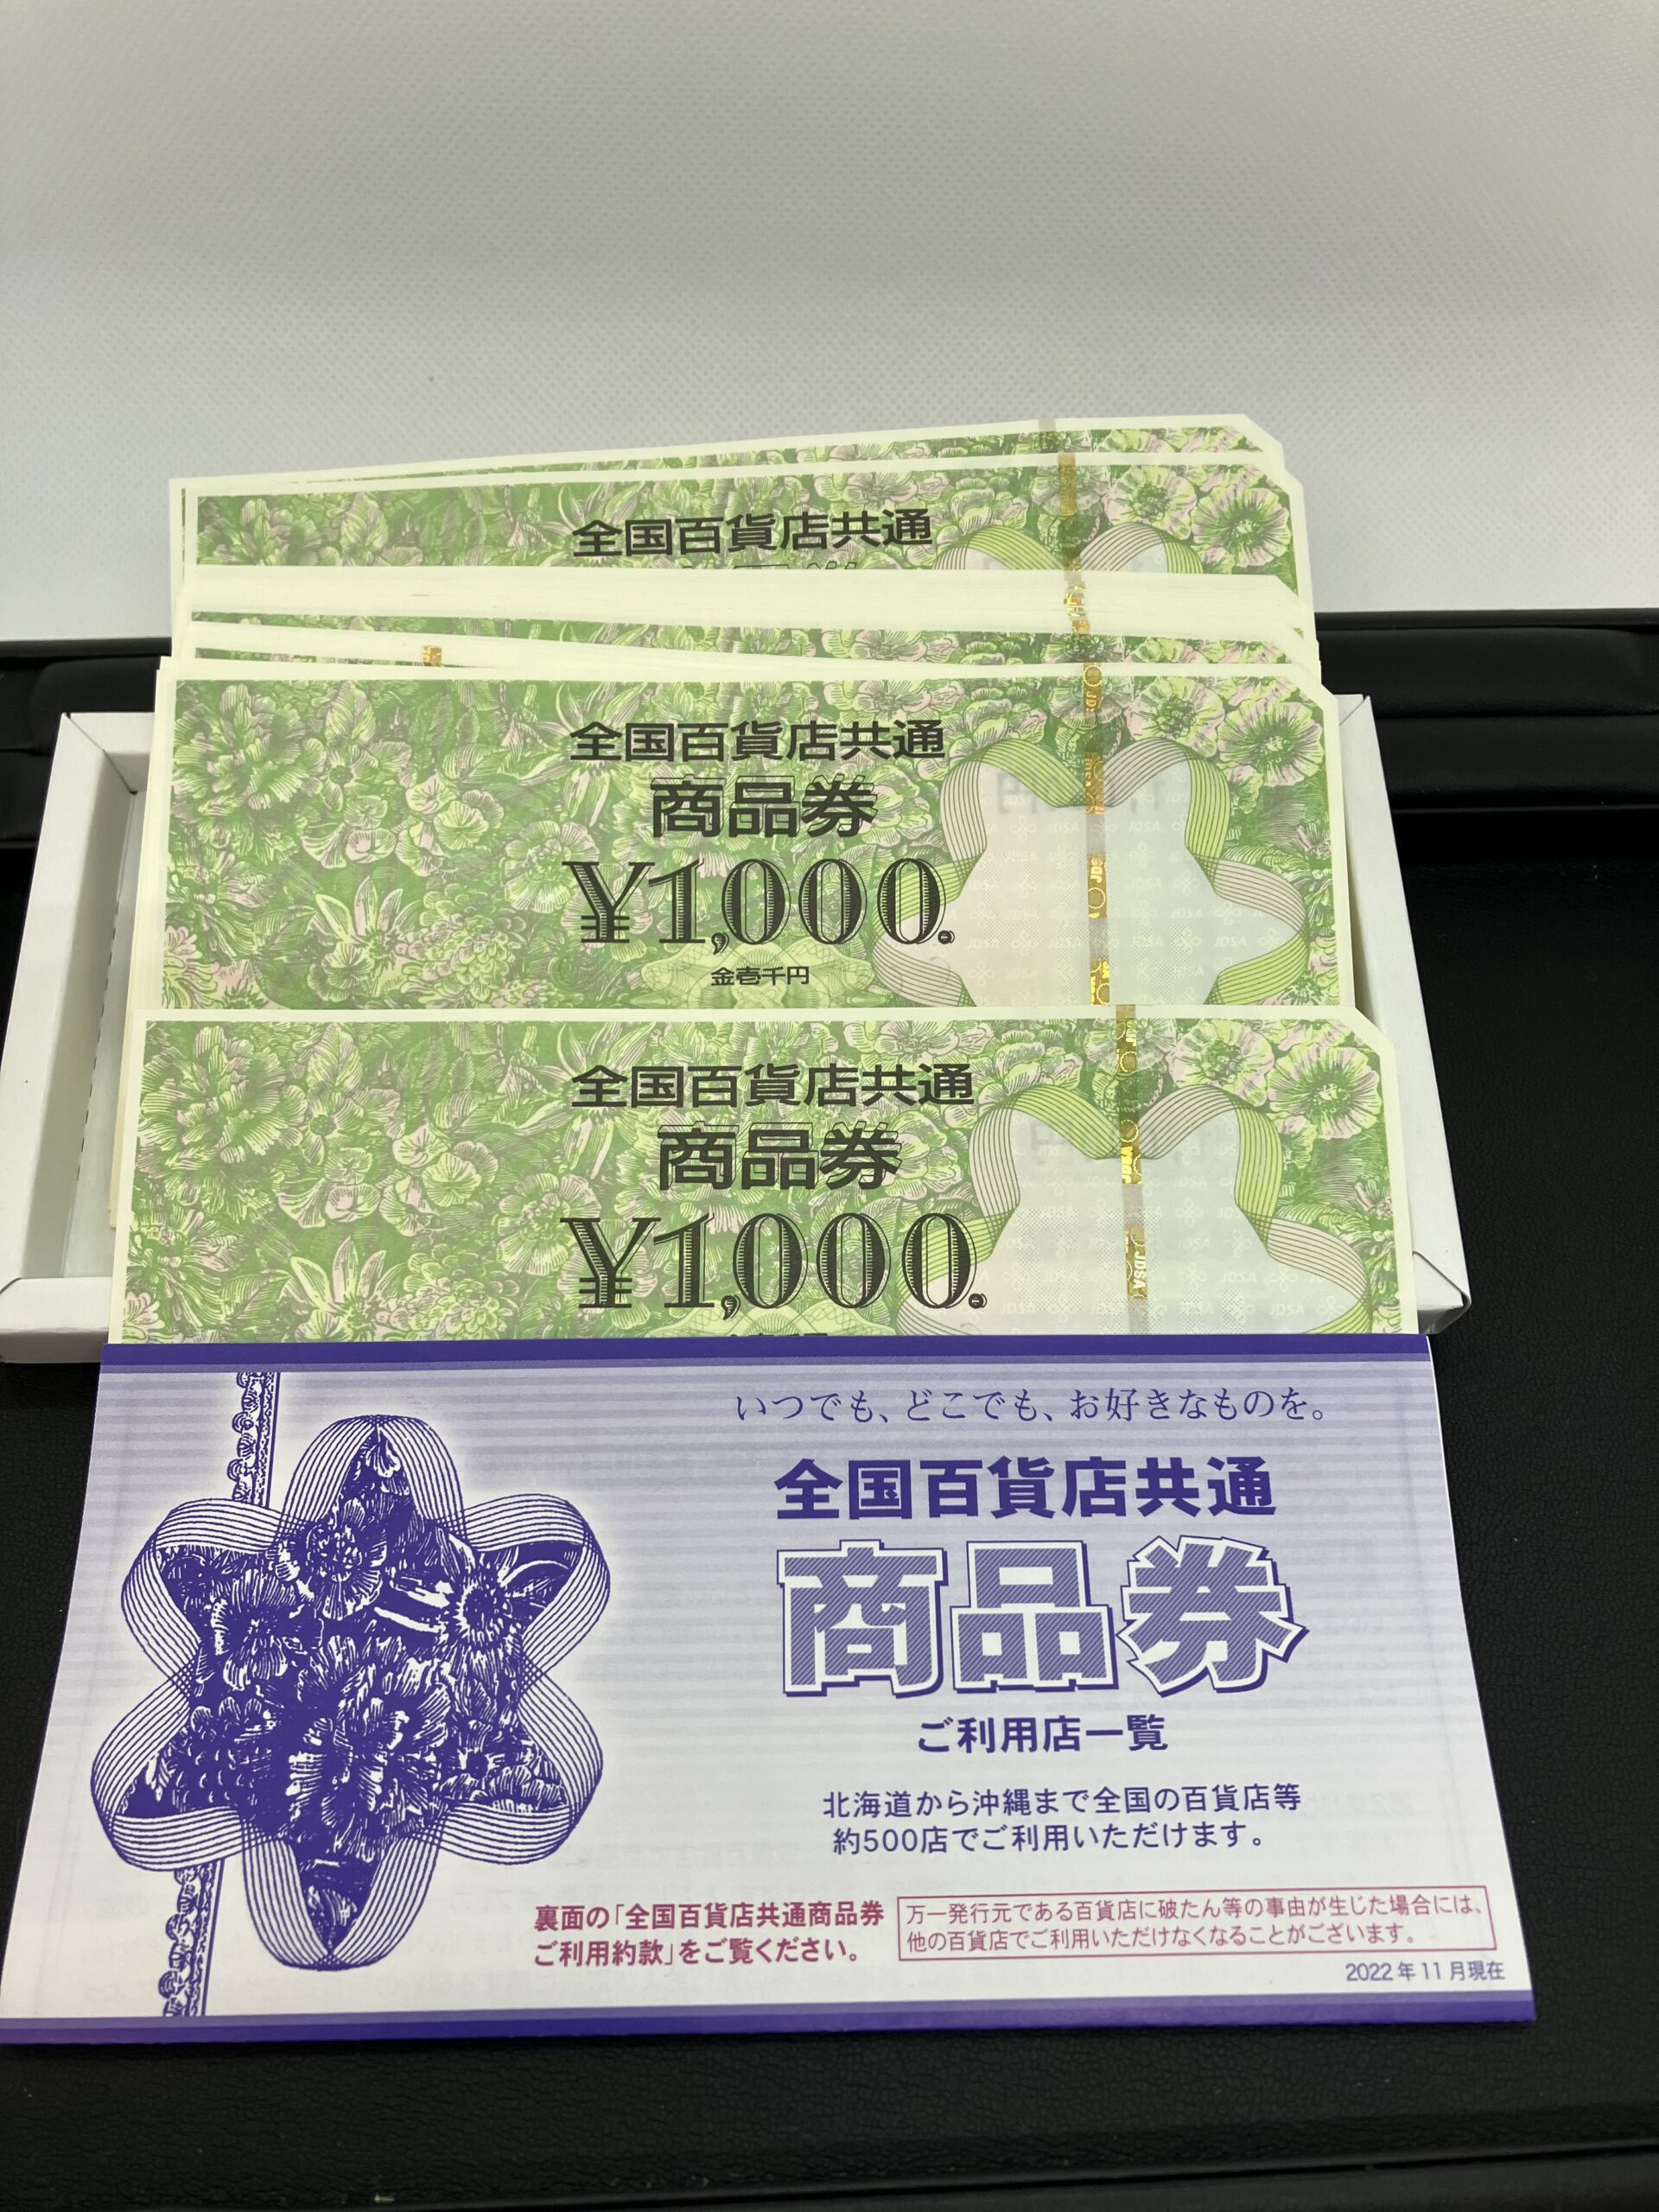 全国百貨店共通
全国百貨店共通
商品券
¥1,000.
金壱千円
JDSA
全国百貨店共通
商品券
¥1,000.
JDSA
いつでも、どこでも、お好きなものを。
全国百貨店共通
商品券
ご利用店一覧
北海道から沖縄まで全国の百貨店等
約500店でご利用いただけます。
裏面の「全国百貨店共通商品券
ご利用約款」をご覧ください。
万一発行元である百貨店に破たん等の事由が生じた場合には、
他の百貨店でご利用いただけなくなることがございます。
2022年11月現在